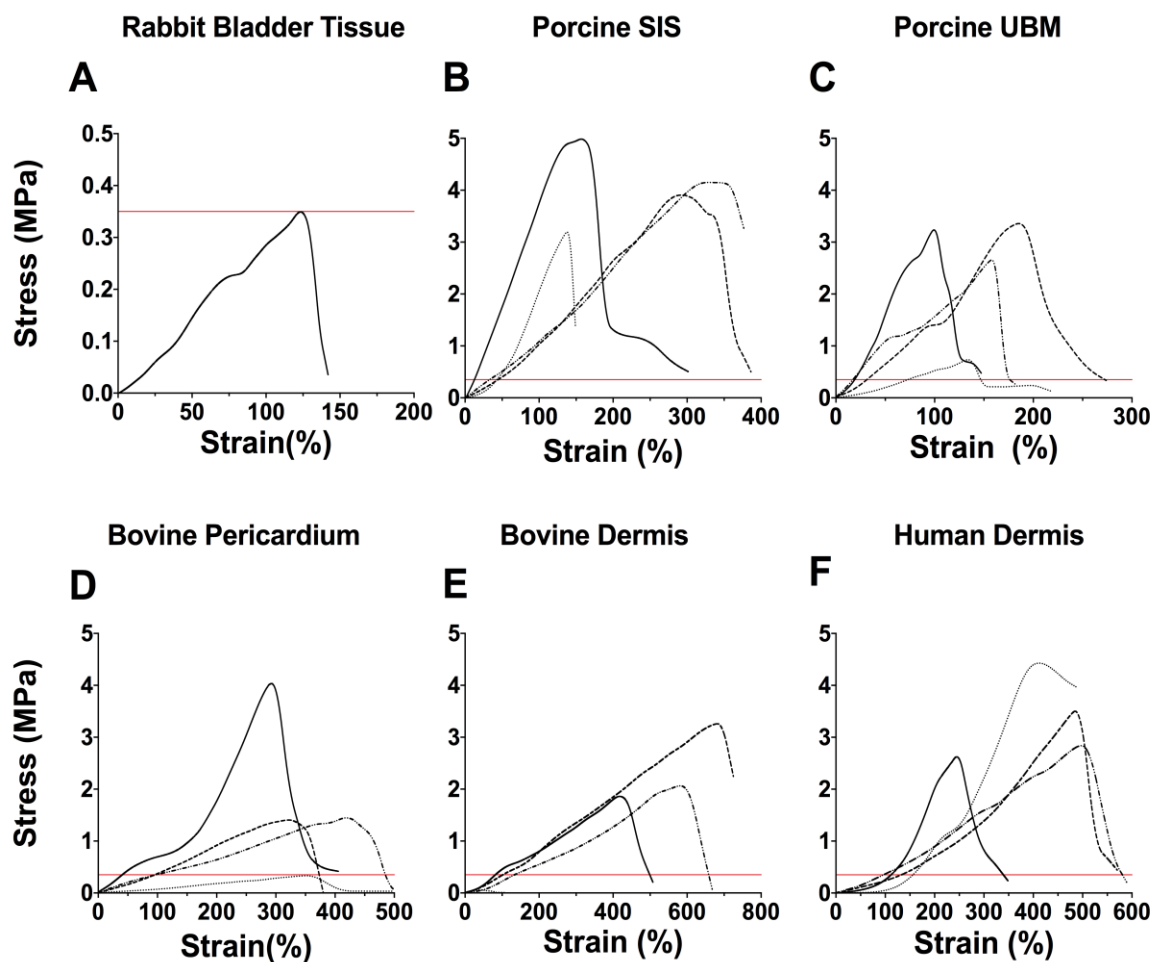 Rabbit Bladder Tissue
Porcine SIS
Porcine UBM
A
B
C
Stress (MPa)
0.5
0.4
0.3
0.2
0.1
0.0
0 50 100 150 200
Strain(%)
5
4
3
2
1
0
0 100 200 300 400
Strain (%)
5
4
3
2
1
0
0 100 200 300
Strain (%)
Bovine Pericardium
Bovine Dermis
Human Dermis
D
E
F
Stress (MPa)
5
4
3
2
1
0
0 100 200 300 400 500
Strain(%)
5
4
3
2
1
0
0 200 400 600 800
Strain (%)
5
4
3
2
1
0
0 100 200 300 400 500 600
Strain (%)